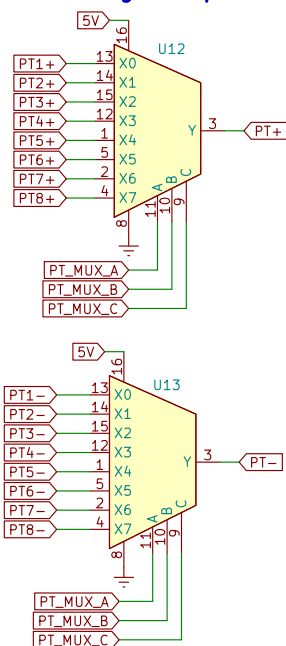 5V
16
U12
PT1+ 13 X0
PT2+ 14 X1
PT3+ 15 X2
PT4+ 12 X3
PT5+ 1 X4
PT6+ 5 X5
PT7+ 2 X6
PT8+ 4 X7
Y 3 PT+
A B C
8 11 10 9
PT_MUX_A
PT_MUX_B
PT_MUX_C
5V
16
U13
PT1- 13 X0
PT2- 14 X1
PT3- 15 X2
PT4- 12 X3
PT5- 1 X4
PT6- 5 X5
PT7- 2 X6
PT8- 4 X7
Y 3 PT-
A B C
8 11 10 9
PT_MUX_A
PT_MUX_B
PT_MUX_C